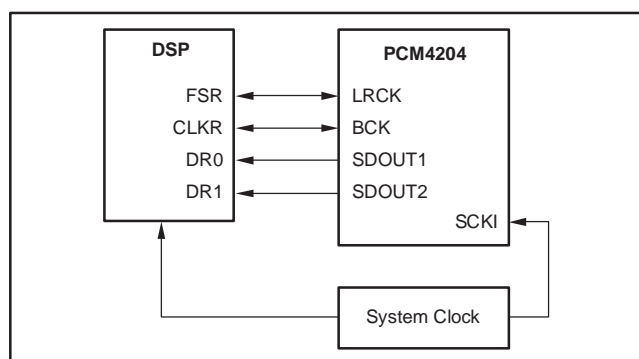 DSP
FSR
CLKR
DR0
DR1
PCM4204
LRCK
BCK
SDOUT1
SDOUT2
SCKI
System Clock